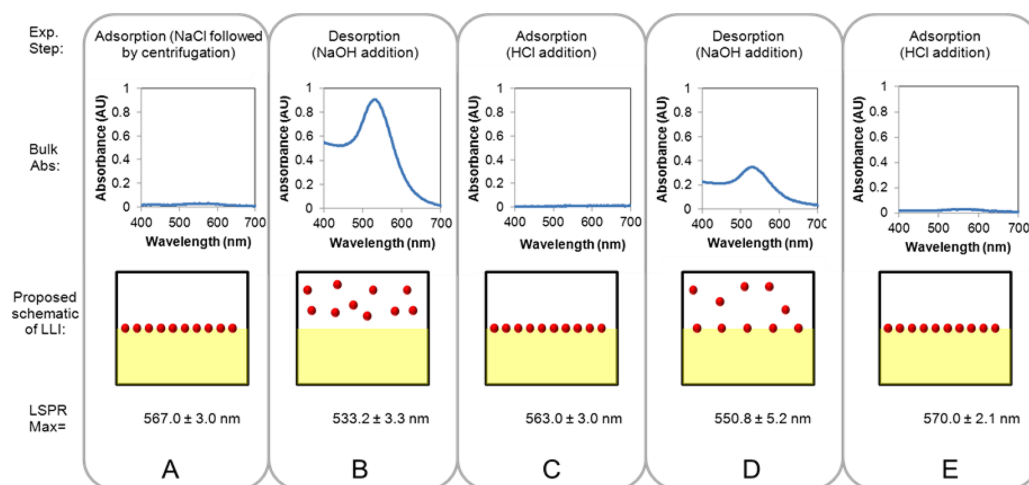 Exp.
Step:
Adsorption (NaCl followed
by centrifugation)
Desorption
(NaOH addition)
Adsorption
(HCl addition)
Desorption
(NaOH addition)
Adsorption
(HCl addition)
Bulk
Abs:
Absorbance (AU)
1
0.8
0.6
0.4
0.2
0
400 500 600 700
Wavelength (nm)
Absorbance (AU)
1
0.8
0.6
0.4
0.2
0
400 500 600 700
Wavelength (nm)
Absorbance (AU)
1
0.8
0.6
0.4
0.2
0
400 500 600 700
Wavelength (nm)
Absorbance (AU)
1
0.8
0.6
0.4
0.2
0
400 500 600 700
Wavelength (nm)
Absorbance (AU)
1
0.8
0.6
0.4
0.2
0
400 500 600 700
Wavelength (nm)
Proposed
schematic
of LLI:
LSPR
Max=
567.0 ± 3.0 nm
533.2 ± 3.3 nm
563.0 ± 3.0 nm
550.8 ± 5.2 nm
570.0 ± 2.1 nm
A
B
C
D
E